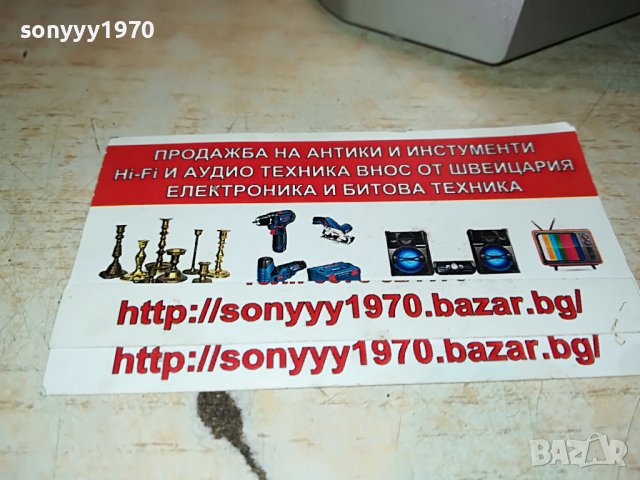 sonyyy1970
ПРОДАЖБА НА АНТИКИ И ИНСТУМЕНТИ
Hi-Fi И АУДИО ТЕХНИКА ВНОС ОТ ШВЕЙЦАРИЯ
ЕЛЕКТРОНИКА И БИТОВА ТЕХНИКА
http://sonyyy1970.bazar.bg/
http://sonyyy1970.bazar.bg/
BAZAR